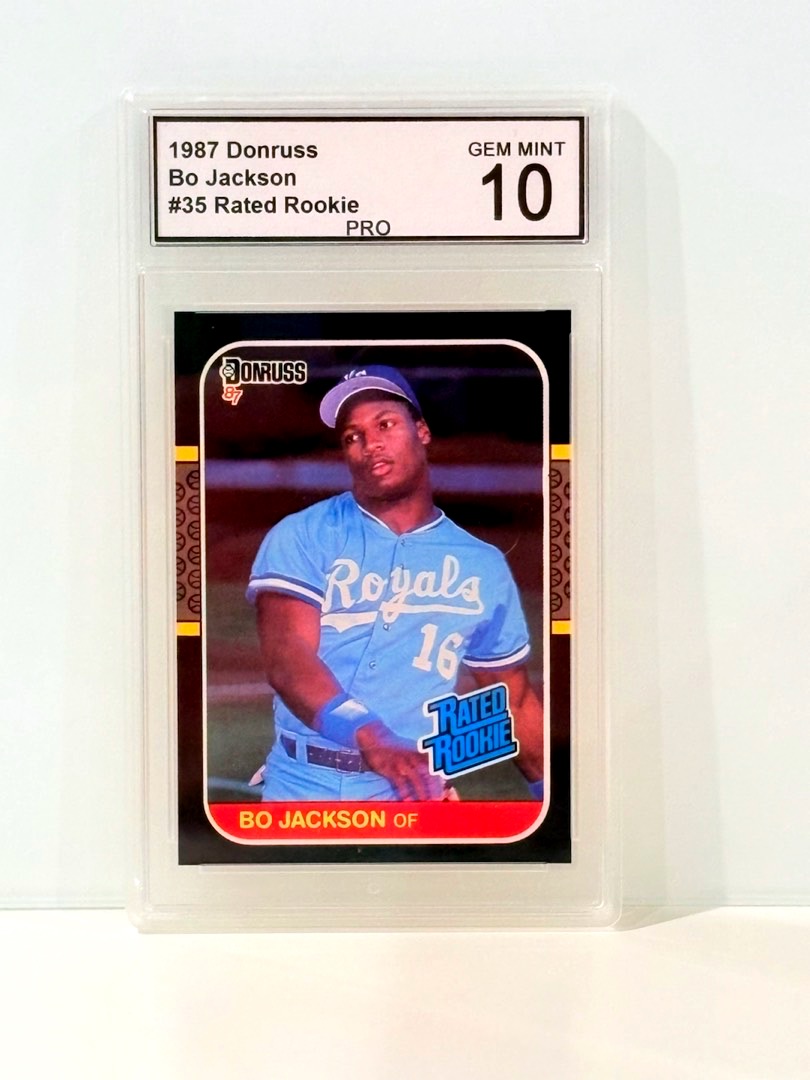 1987 Donruss
Bo Jackson
#35 Rated Rookie
PRO
GEM MINT
10
DONRUSS
87
KC
Royals
16
RATED
ROOKIE
BO JACKSON OF